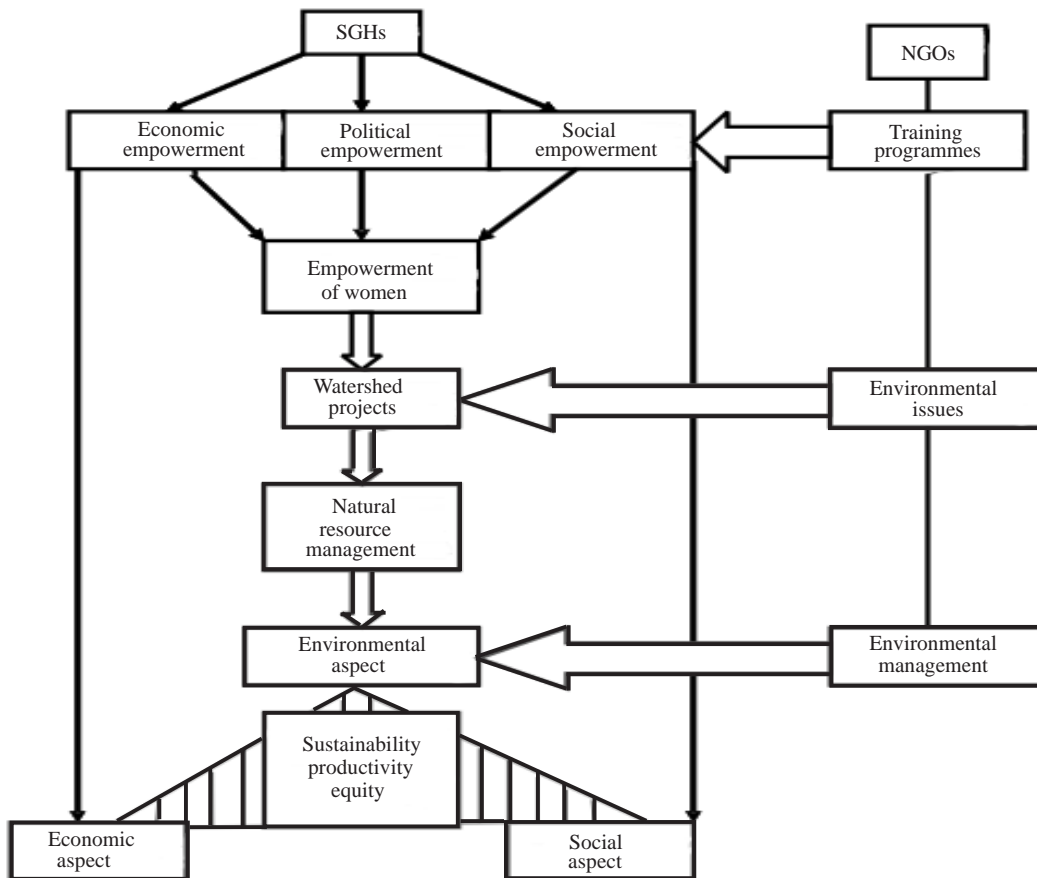 SGHs
NGOs
Economic
empowerment
Political
empowerment
Social
empowerment
Training
programmes
Empowerment
of women
Watershed
projects
Environmental
issues
Natural
resource
management
Environmental
aspect
Environmental
management
Sustainability
productivity
equity
Economic
aspect
Social
aspect